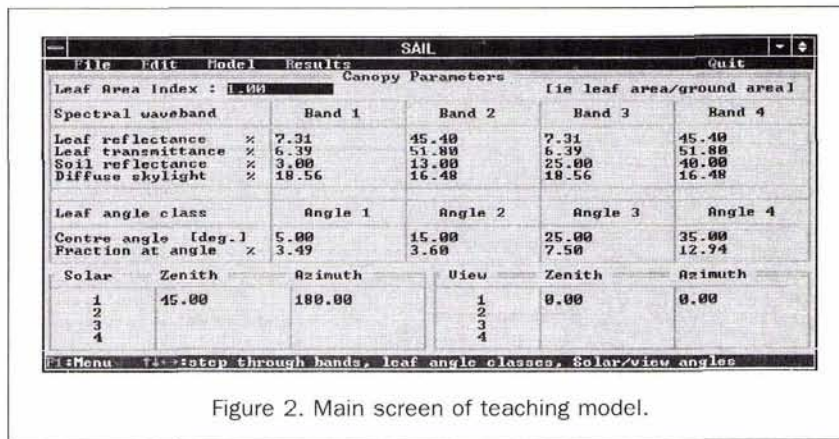 SAIL
File Edit Model Results Quit
Canopy Parameters
Leaf Area Index : 1.00 [ie leaf area/ground area]
Spectral waveband Band 1 Band 2 Band 3 Band 4
Leaf reflectance % 7.31 45.40 7.31 45.40
Leaf transmittance % 6.39 51.80 6.39 51.80
Soil reflectance % 3.00 13.00 25.00 40.00
Diffuse skylight % 18.56 16.48 18.56 16.48
Leaf angle class Angle 1 Angle 2 Angle 3 Angle 4
Centre angle [deg.] 5.00 15.00 25.00 35.00
Fraction at angle % 3.49 3.60 7.50 12.94
Solar Zenith Azimuth View Zenith Azimuth
1 45.00 180.00 1 0.00 0.00
2 2
3 3
4 4
F1:Menu ↑↓←→:step through bands, leaf angle classes, Solar/view angles
Figure 2. Main screen of teaching model.